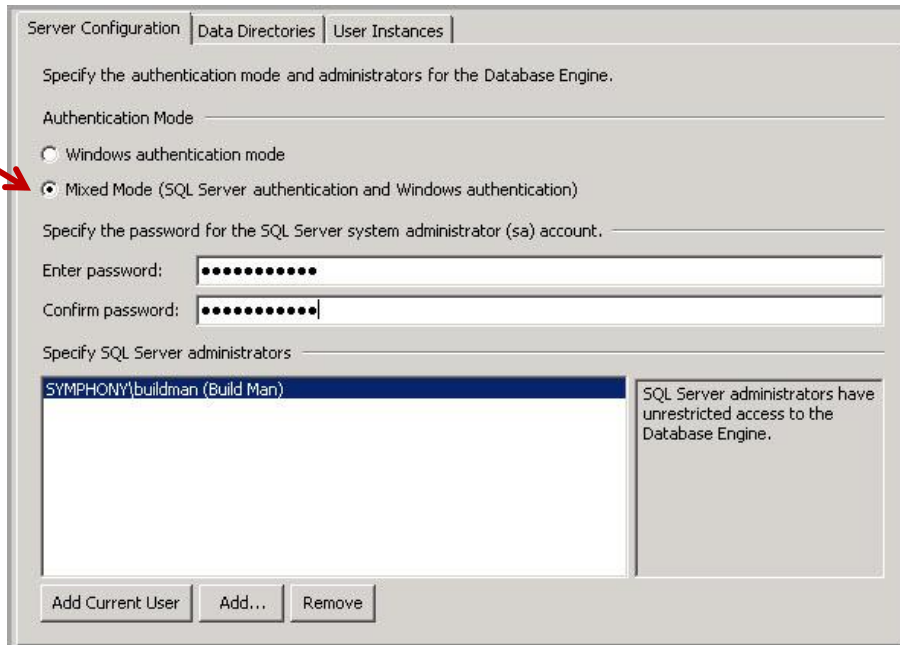 Server Configuration Data Directories User Instances
Specify the authentication mode and administrators for the Database Engine.
Authentication Mode
Windows authentication mode
Mixed Mode (SQL Server authentication and Windows authentication)
Specify the password for the SQL Server system administrator (sa) account.
Enter password: ●●●●●●●●●●●
Confirm password: ●●●●●●●●●●●
Specify SQL Server administrators
SYMPHONY\buildman (Build Man)
SQL Server administrators have
unrestricted access to the
Database Engine.
Add Current User Add... Remove